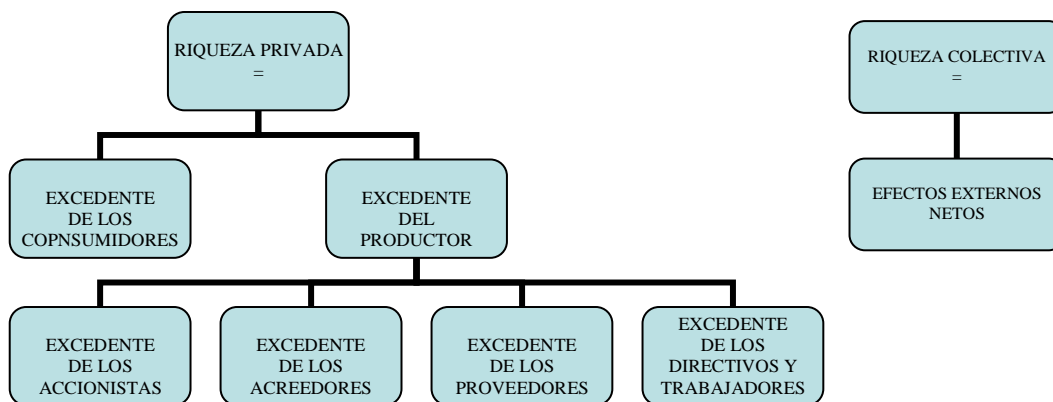 RIQUEZA PRIVADA
=
RIQUEZA COLECTIVA
=
EXCEDENTE
DE LOS
COPNSUMIDORES
EXCEDENTE
DEL
PRODUCTOR
EFECTOS EXTERNOS
NETOS
EXCEDENTE
DE LOS
ACCIONISTAS
EXCEDENTE
DE LOS
ACREEDORES
EXCEDENTE
DE LOS
PROVEEDORES
EXCEDENTE
DE LOS
DIRECTIVOS Y
TRABAJADORES